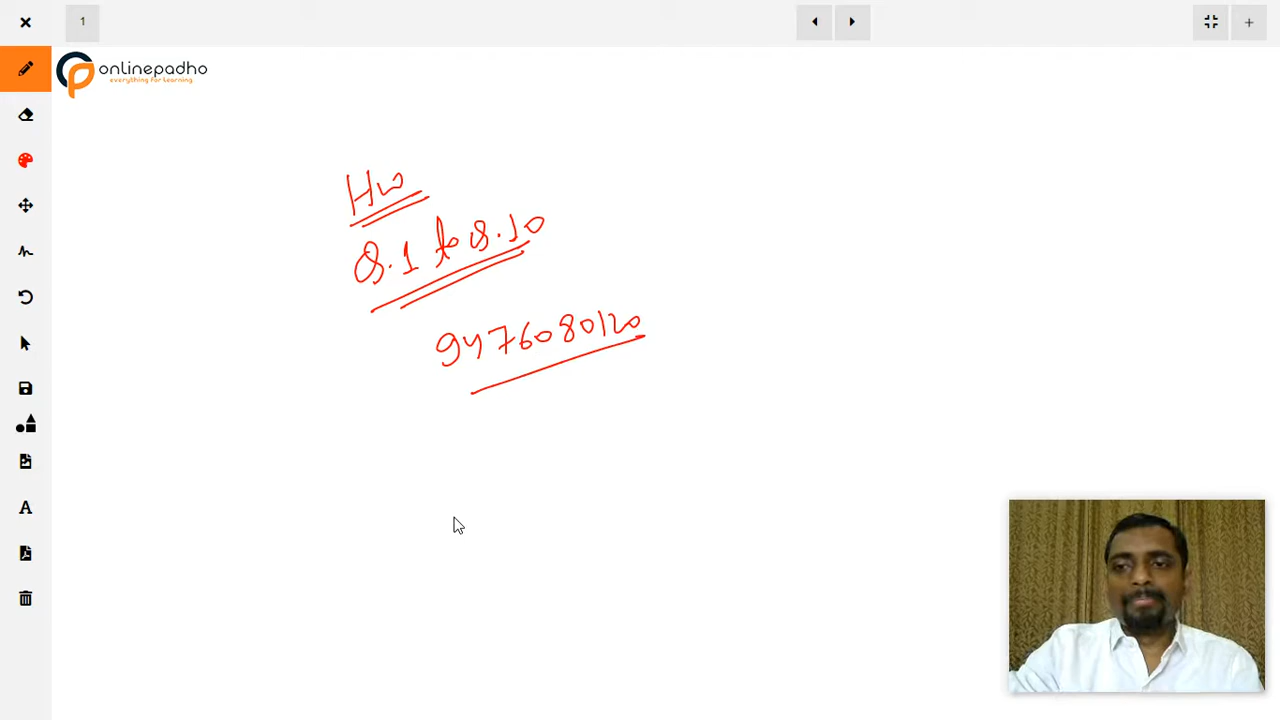 1
onlinepadho
everything for learning
Hw
Q.1 to Q.10
9476080120
A